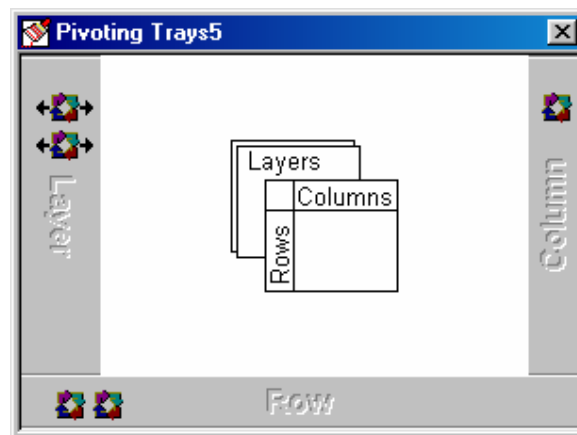 Pivoting Trays5
Layers
Columns
Rows
Layer
Column
Row